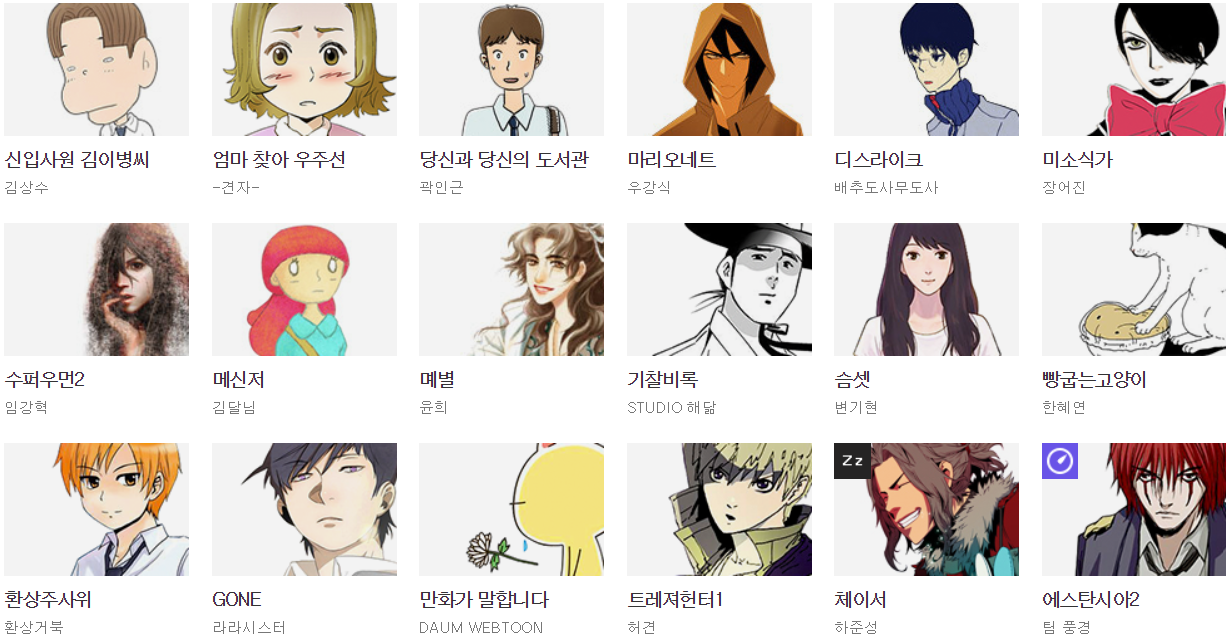 신입사원 김이병씨
엄마 찾아 우주선
당신과 당신의 도서관
마리오네트
디스라이크
미소식가
김상수
-견자-
곽인근
우강식
배추도사무도사
장어진
수퍼우먼2
메신저
몌별
기찰비록
슴셋
빵굽는고양이
임강혁
김달님
윤희
STUDIO 해닮
변기현
한혜연
Zz
환상주사위
GONE
만화가 말합니다
트레져헌터1
체이서
에스탄시아2
환상거북
라라시스터
DAUM WEBTOON
허견
하준성
팀 풍경